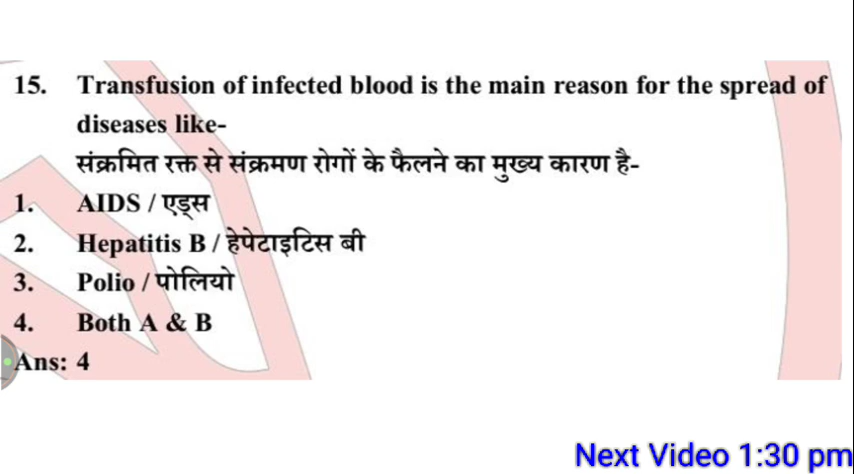 15. Transfusion of infected blood is the main reason for the spread of
diseases like-
संक्रमित रक्त से संक्रमण रोगों के फैलने का मुख्य कारण है-
1. AIDS / एड्स
2. Hepatitis B / हेपेटाइटिस बी
3. Polio / पोलियो
4. Both A & B
Ans: 4
Next Video 1:30 pm